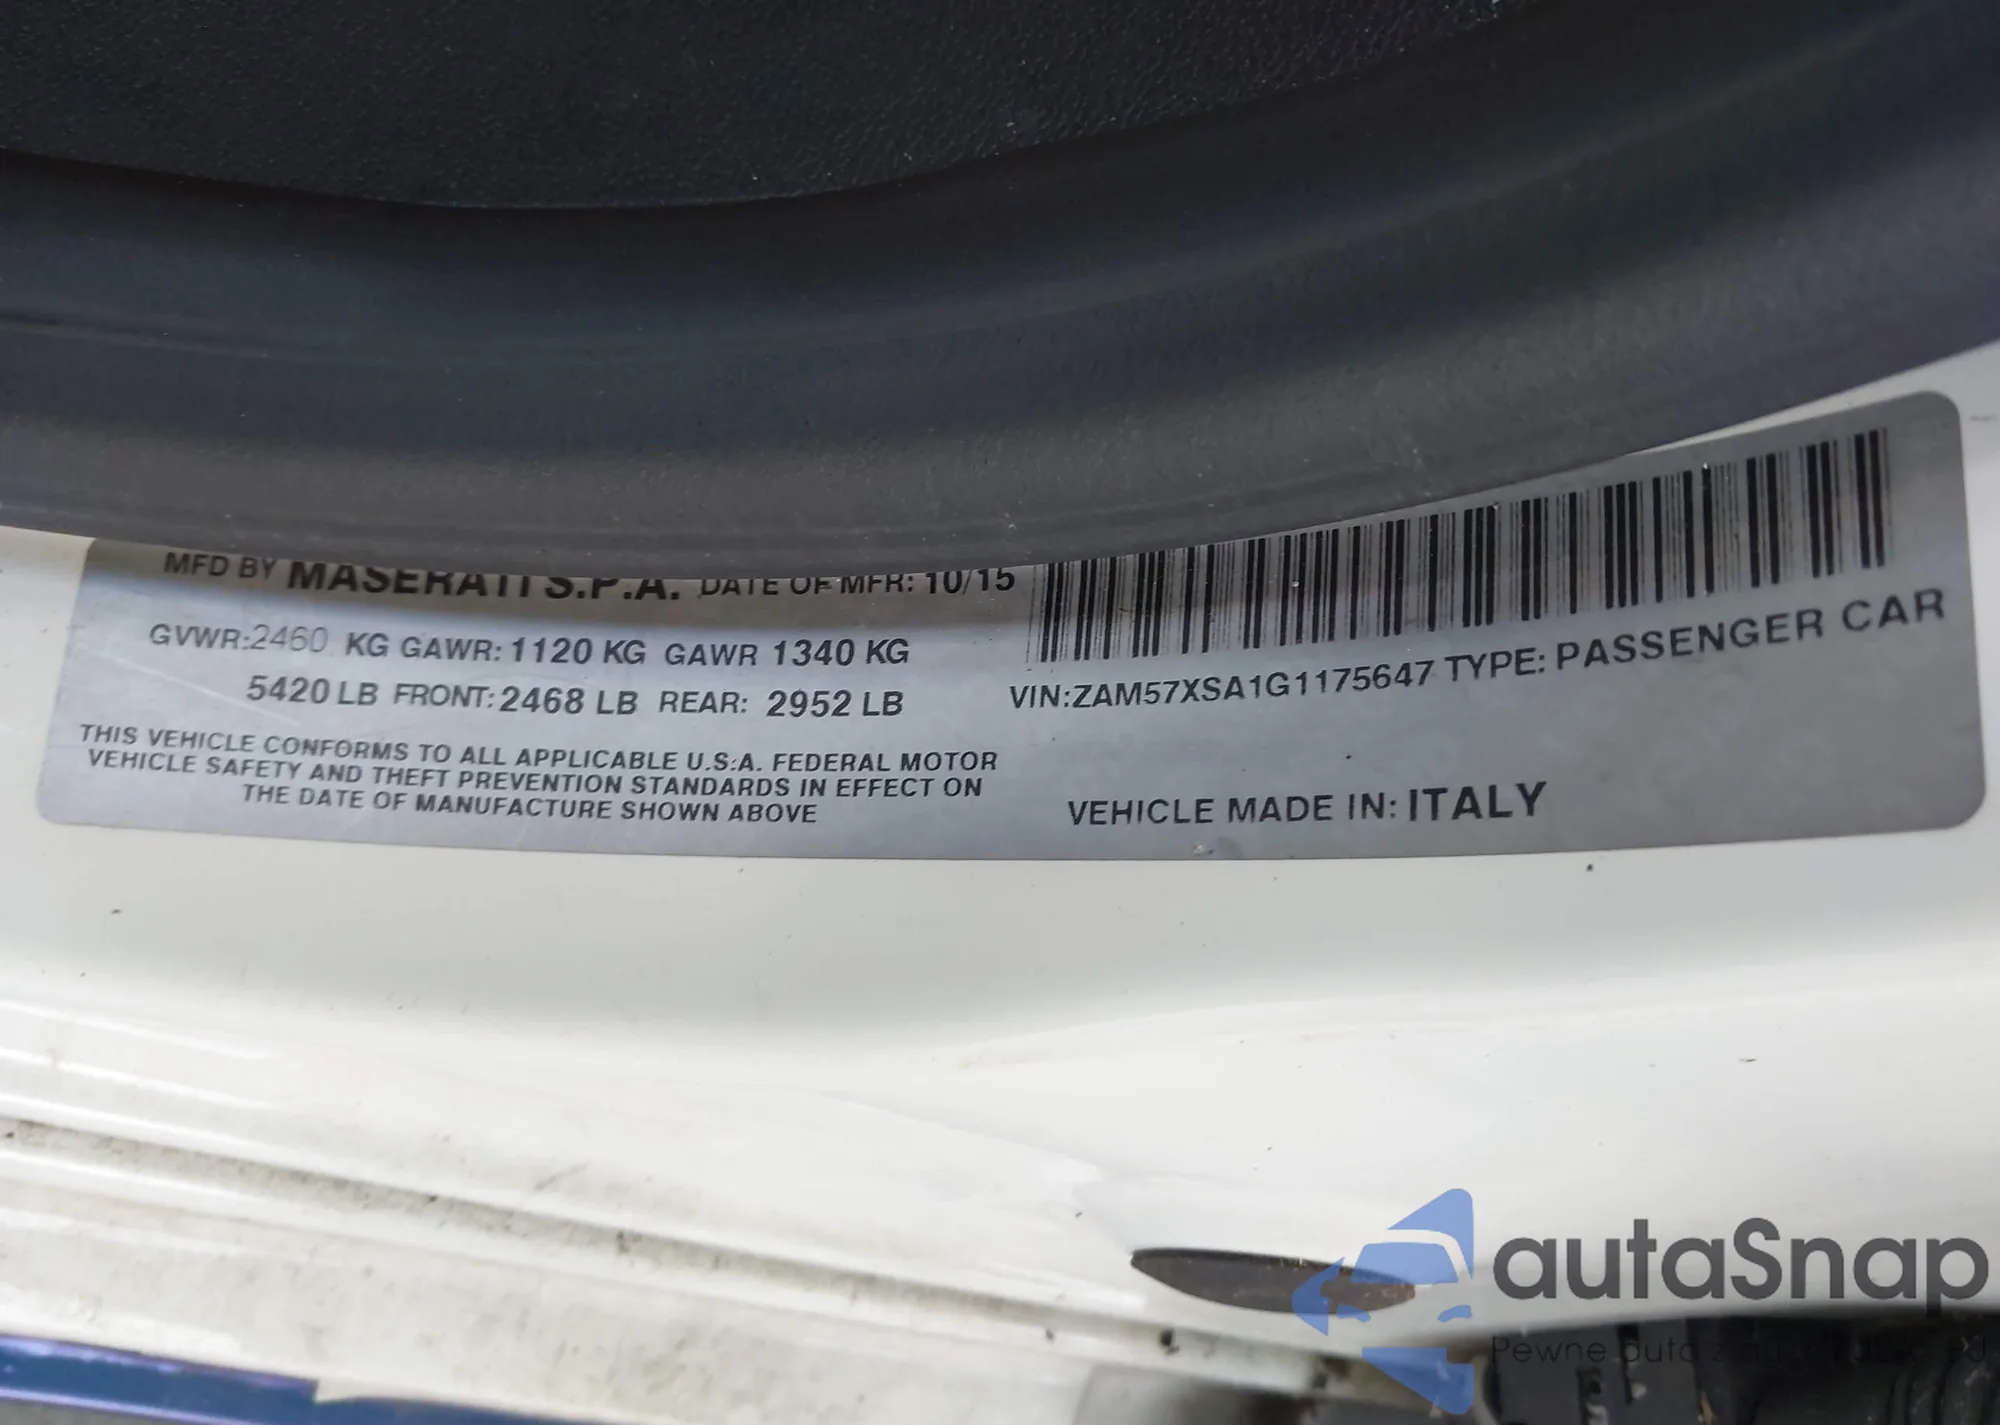 MFD BY MASERATI S.P.A. DATE OF MFR: 10/15
GVWR:2460 KG GAWR: 1120 KG GAWR 1340 KG
5420 LB FRONT: 2468 LB REAR: 2952 LB
THIS VEHICLE CONFORMS TO ALL APPLICABLE U.S.A. FEDERAL MOTOR
VEHICLE SAFETY AND THEFT PREVENTION STANDARDS IN EFFECT ON
THE DATE OF MANUFACTURE SHOWN ABOVE
VIN:ZAM57XSA1G1175647 TYPE: PASSENGER CAR
VEHICLE MADE IN: ITALY
autaSnap
Pewne auto z